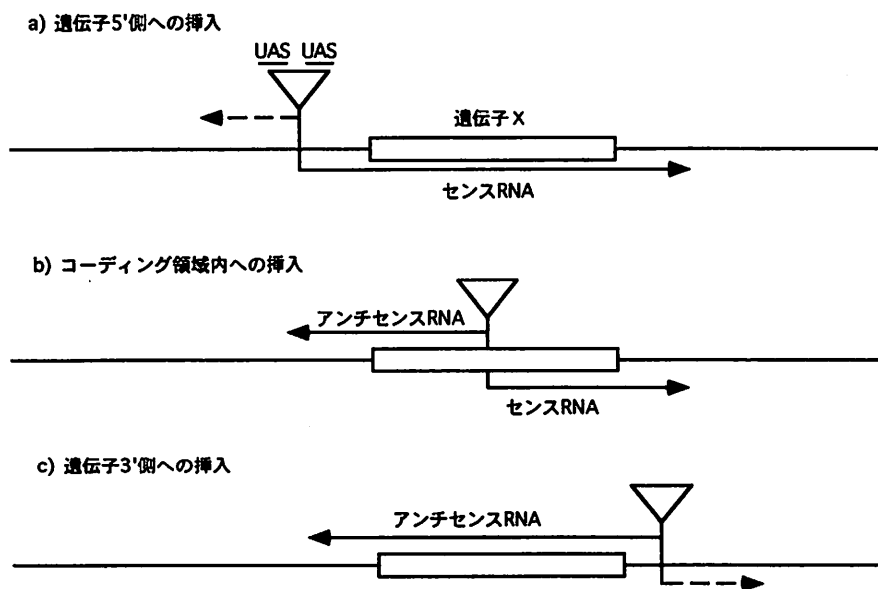 a) 遺伝子5'側への挿入
UAS UAS
遺伝子 X
センスRNA
b) コーディング領域内への挿入
アンチセンスRNA
センスRNA
c) 遺伝子3'側への挿入
アンチセンスRNA